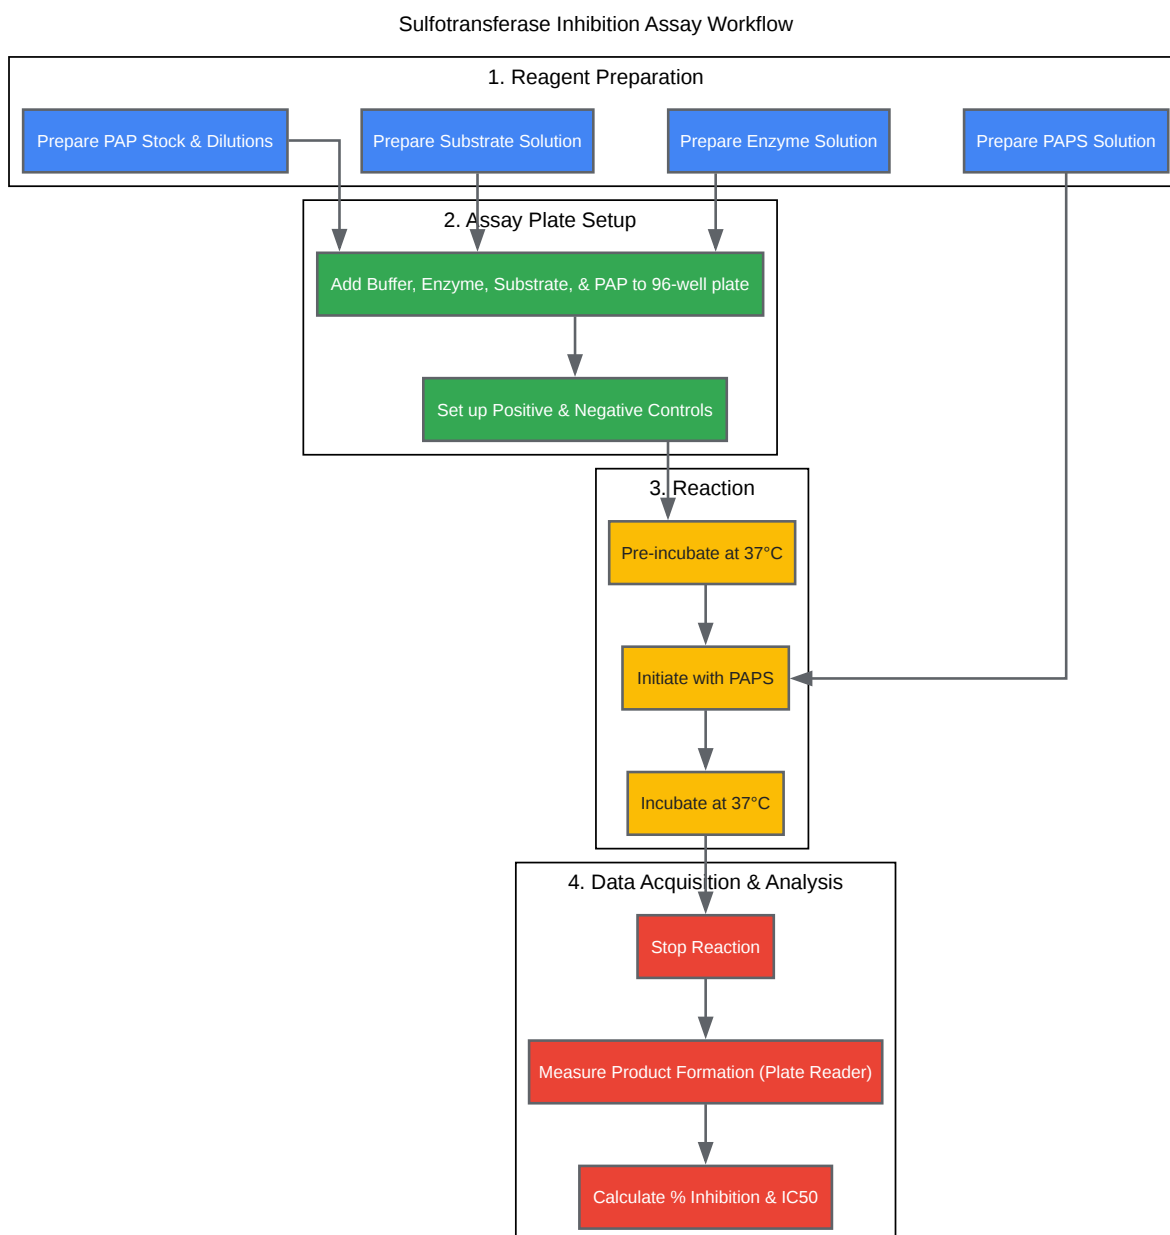 Sulfotransferase Inhibition Assay Workflow
1. Reagent Preparation
Prepare PAP Stock & Dilutions
Prepare Substrate Solution
Prepare Enzyme Solution
Prepare PAPS Solution
2. Assay Plate Setup
Add Buffer, Enzyme, Substrate, & PAP to 96-well plate
Set up Positive & Negative Controls
3. Reaction
Pre-incubate at 37°C
Initiate with PAPS
Incubate at 37°C
4. Data Acquisition & Analysis
Stop Reaction
Measure Product Formation (Plate Reader)
Calculate % Inhibition & IC50